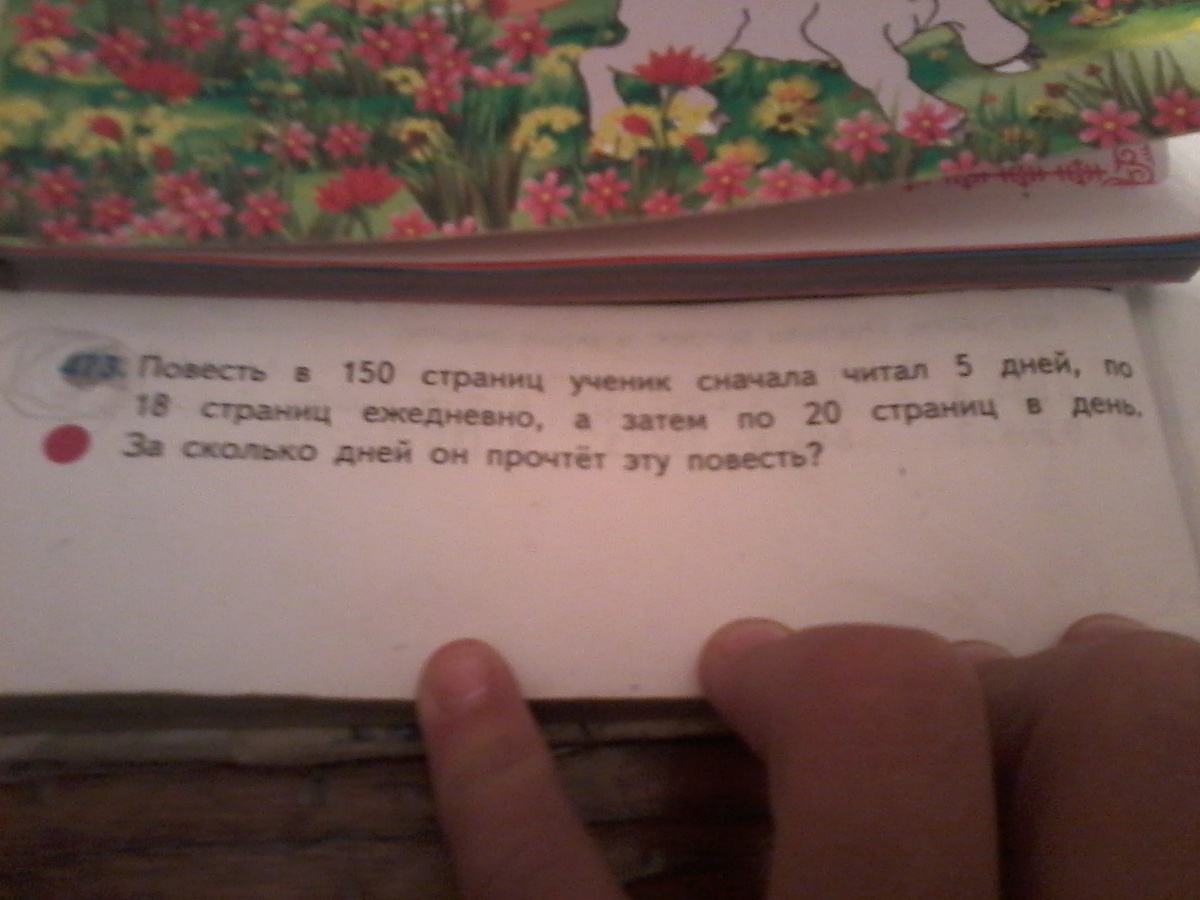 473. Повесть в 150 страниц ученик сначала читал 5 дней, по
18 страниц ежедневно, а затем по 20 страниц в день.
За сколько дней он прочтёт эту повесть?